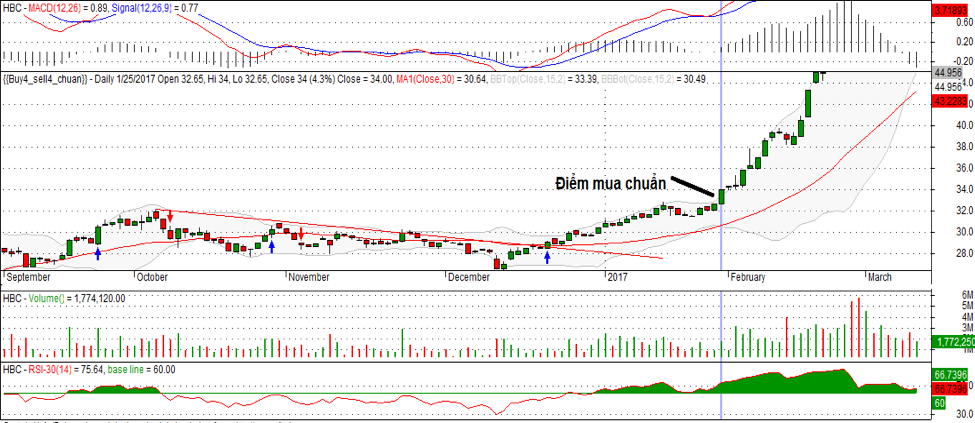 HBC - MACD(12,26) = 0.89, Signal(12,26,9) = 0.77
3.71893
0.60
0.20
-0.20
{{Buy4_sell4_chuan}} - Daily 1/25/2017 Open 32.65, Hi 34, Lo 32.65, Close 34 (4.3%) Close = 34.00, MA1(Close,30) = 30.64, BBTop(Close,15,2) = 33.39, BBBot(Close,15,2) = 30.49
44.956
44.956
43.2283
38.0
36.0
34.0
32.0
30.0
28.0
Điểm mua chuẩn
September October November December 2017 February March
HBC - Volume() = 1,774,120.00
6M
5M
4M
3M
2M
1,772,250
HBC - RSI-30(14) = 75.64, base line = 60.00
66.7396
66.7396
60
30.0